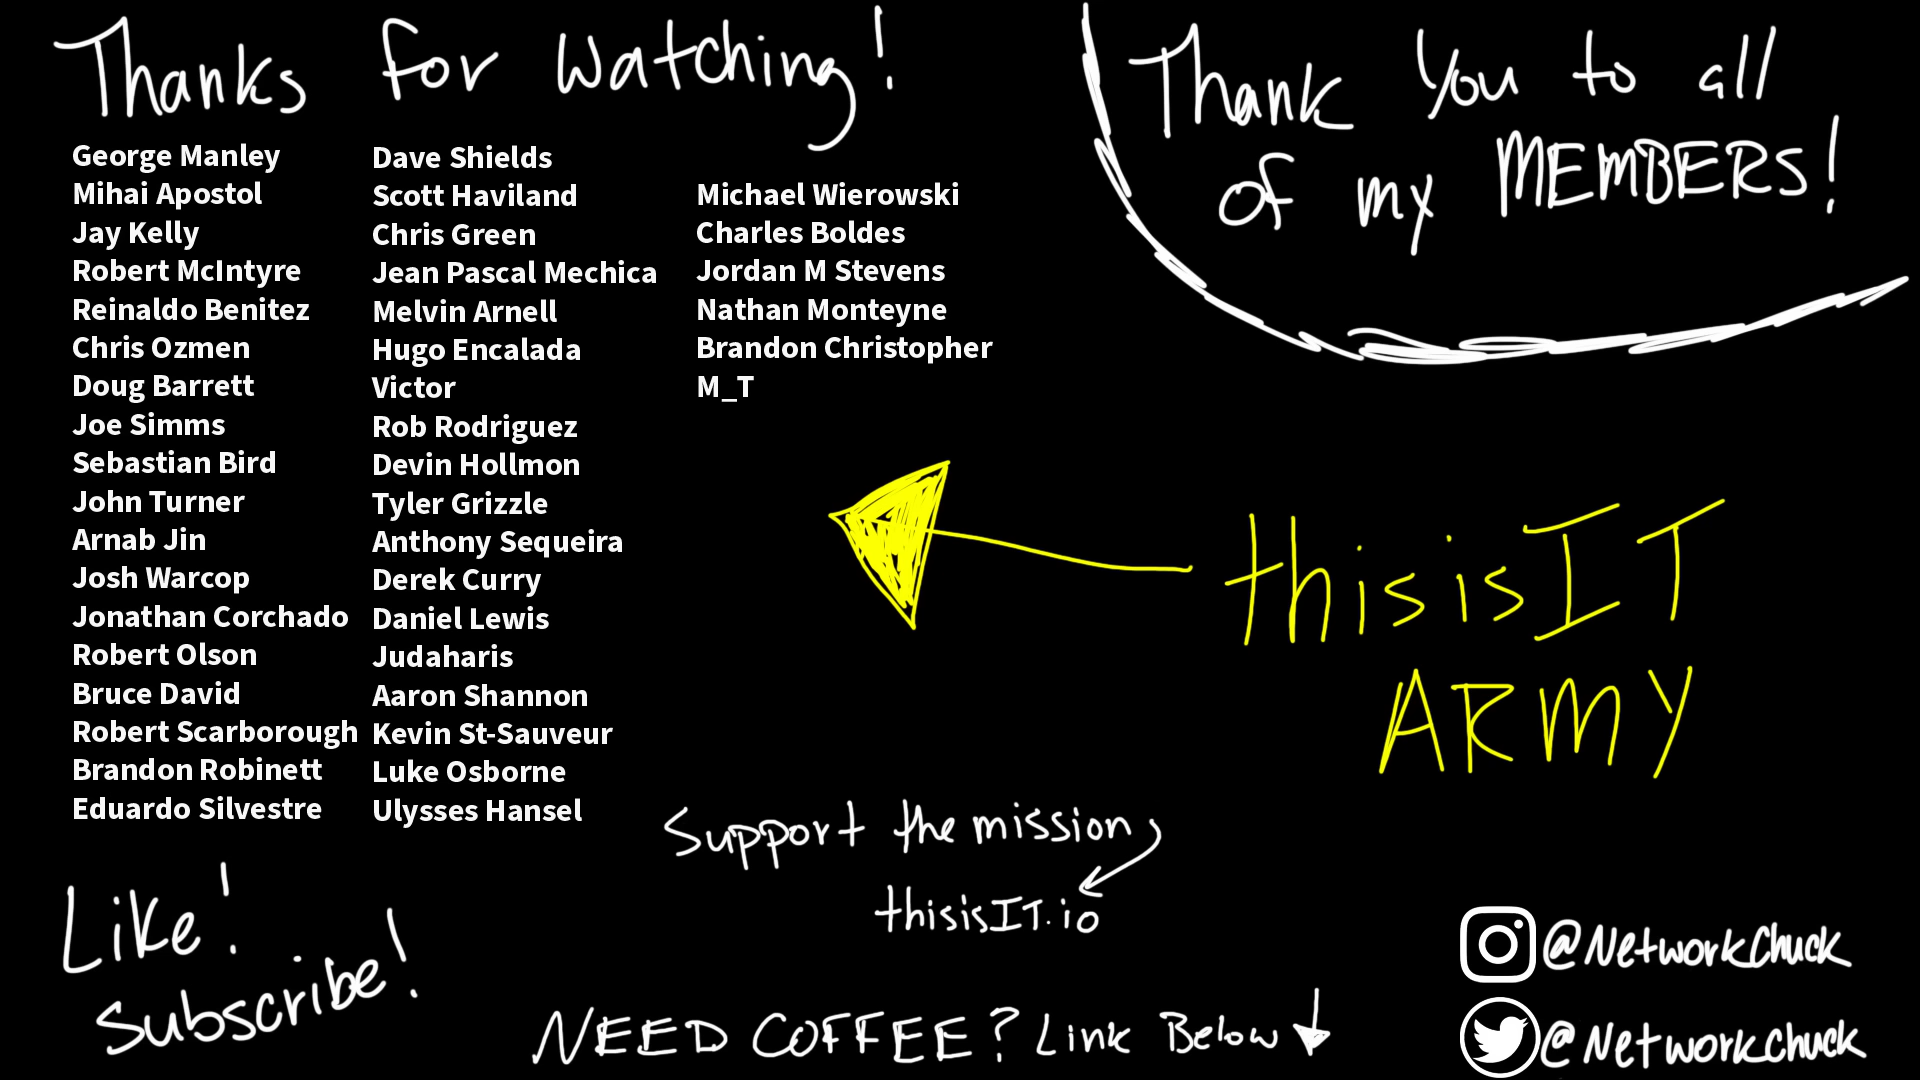 Thanks for watching!
George Manley
Mihai Apostol
Jay Kelly
Robert McIntyre
Reinaldo Benitez
Chris Ozmen
Doug Barrett
Joe Simms
Sebastian Bird
John Turner
Arnab Jin
Josh Warcop
Jonathan Corchado
Robert Olson
Bruce David
Robert Scarborough
Brandon Robinett
Eduardo Silvestre
Dave Shields
Scott Haviland
Chris Green
Jean Pascal Mechica
Melvin Arnell
Hugo Encalada
Victor
Rob Rodriguez
Devin Hollmon
Tyler Grizzle
Anthony Sequeira
Derek Curry
Daniel Lewis
Judaharis
Aaron Shannon
Kevin St-Sauveur
Luke Osborne
Ulysses Hansel
Michael Wierowski
Charles Boldes
Jordan M Stevens
Nathan Monteyne
Brandon Christopher
M_T
Thank you to all
of my MEMBERS!
thisisIT
ARMY
Support the mission
thisisIT.io
Like!
Subscribe!
NEED COFFEE? Link Below
@NetworkChuck
@NetworkChuck